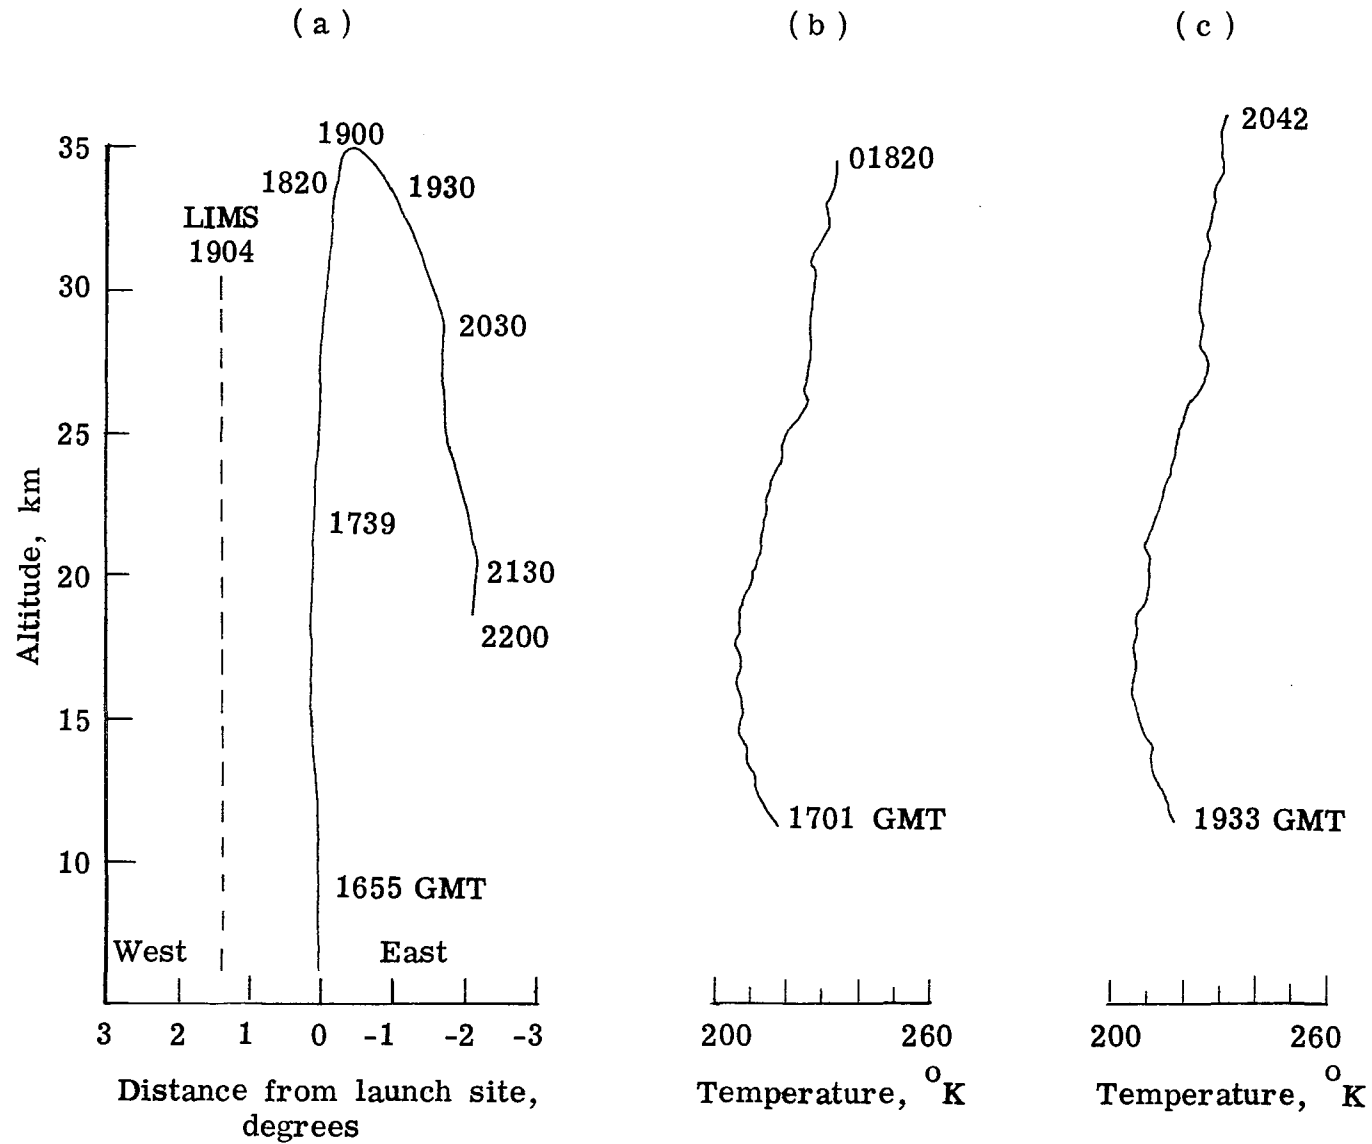 (a)
(b)
(c)
35
30
25
20
15
10
Altitude, km
LIMS
1904
1900
1820
1930
2030
1739
2130
2200
1655 GMT
West
East
3 2 1 0 -1 -2 -3
Distance from launch site,
degrees
01820
1701 GMT
200 260
Temperature, °K
2042
1933 GMT
200 260
Temperature, °K